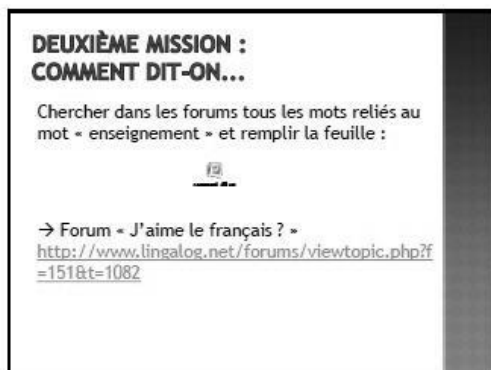 DEUXIÈME MISSION :
COMMENT DIT-ON...
Chercher dans les forums tous les mots reliés au
mot « enseignement » et remplir la feuille :
→ Forum « J'aime le français ? »
http://www.lingalog.net/forums/viewtopic.php?f
=151&t=1082